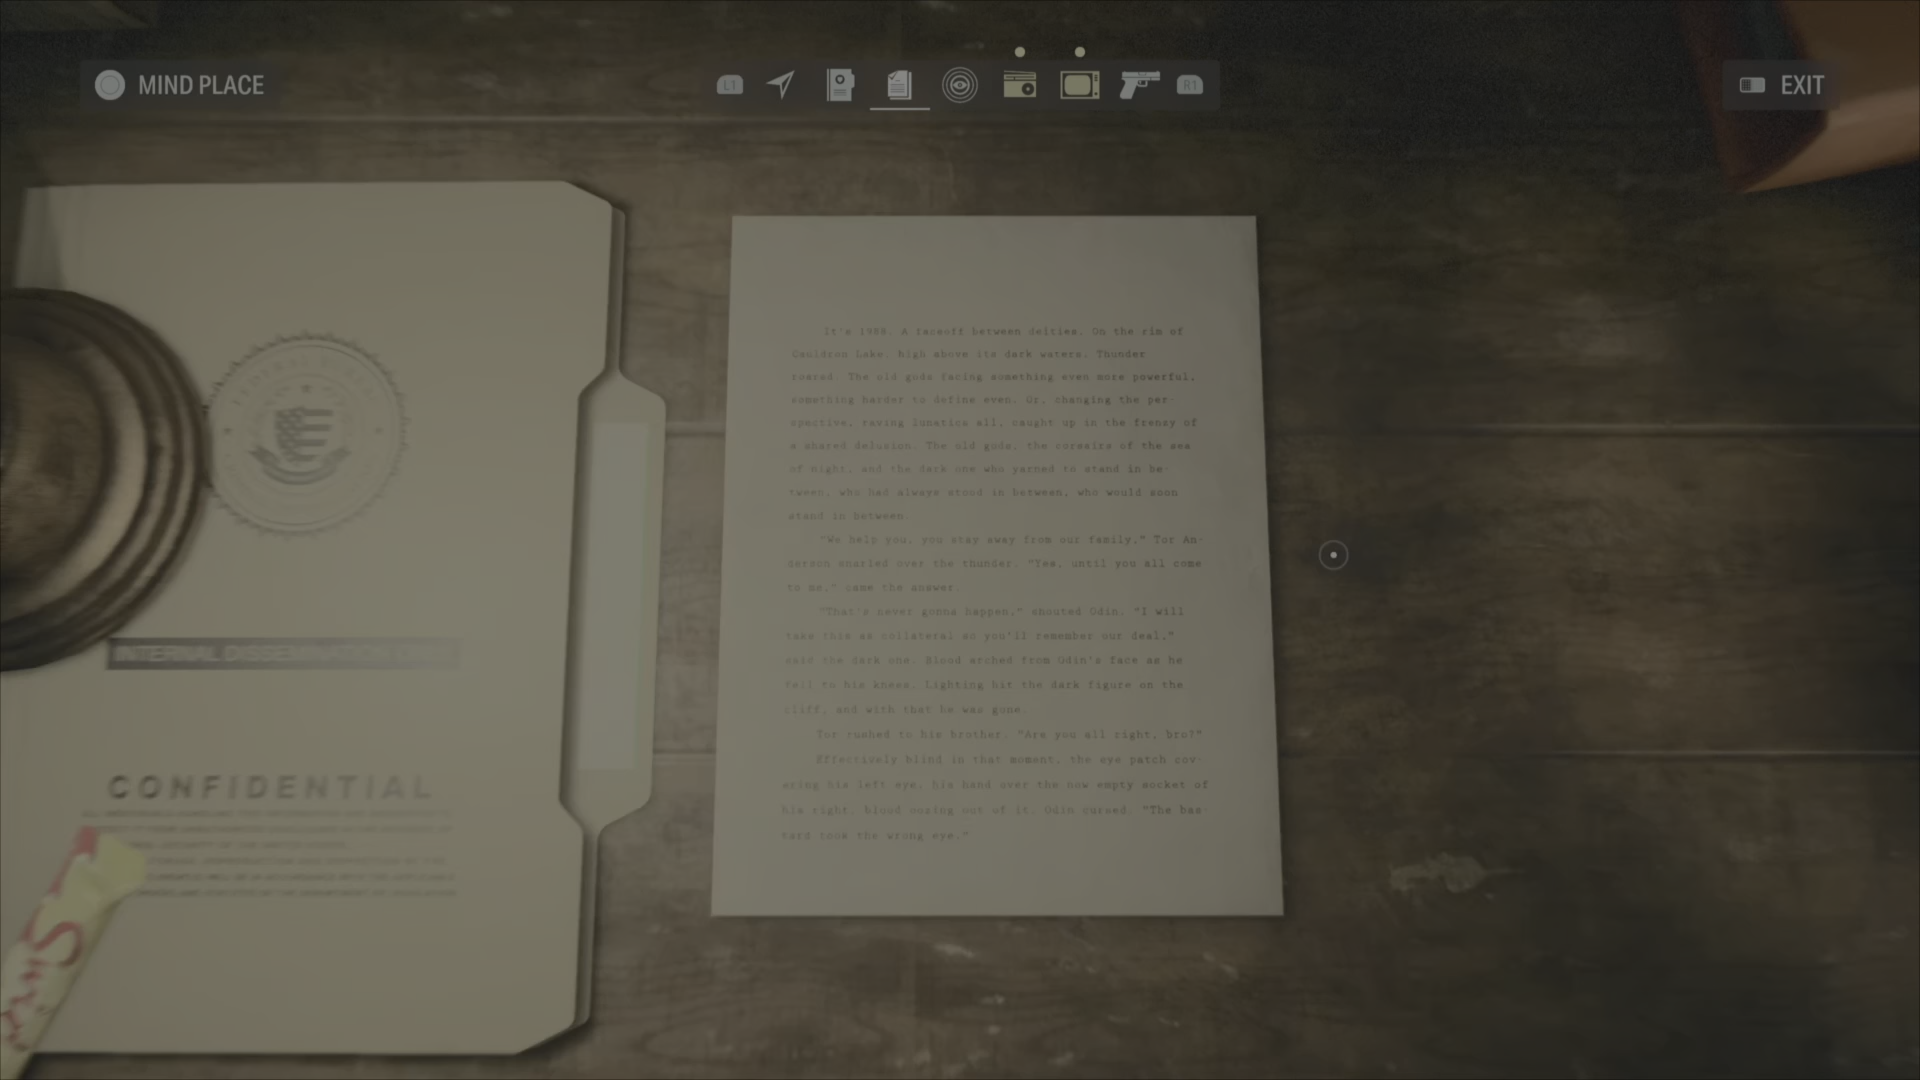 MIND PLACE
L1
R1
EXIT
It's 1988. A faceoff between deities. On the rim of
Cauldron Lake, high above its dark waters. Thunder
roared. The old gods facing something even more powerful,
something harder to define even. Or, changing the per-
spective, raving lunatics all, caught up in the frenzy of
a shared delusion. The old gods, the corsairs of the sea
of night, and the dark one who yarned to stand in be-
tween, who had always stood in between, who would soon
stand in between.
"We help you, you stay away from our family," Tor An-
derson snarled over the thunder. "Yes, until you all come
to me," came the answer.
"That's never gonna happen," shouted Odin. "I will
take this as collateral so you'll remember our deal,"
said the dark one. Blood arched from Odin's face as he
fell to his knees. Lighting hit the dark figure on the
cliff, and with that he was gone.
Tor rushed to his brother. "Are you all right, bro?"
Effectively blind in that moment, the eye patch cov-
ering his left eye, his hand over the now empty socket of
his right, blood oozing out of it, Odin cursed. "The bas-
tard took the wrong eye."
INTERNAL DISSEMINATION ONLY
CONFIDENTIAL